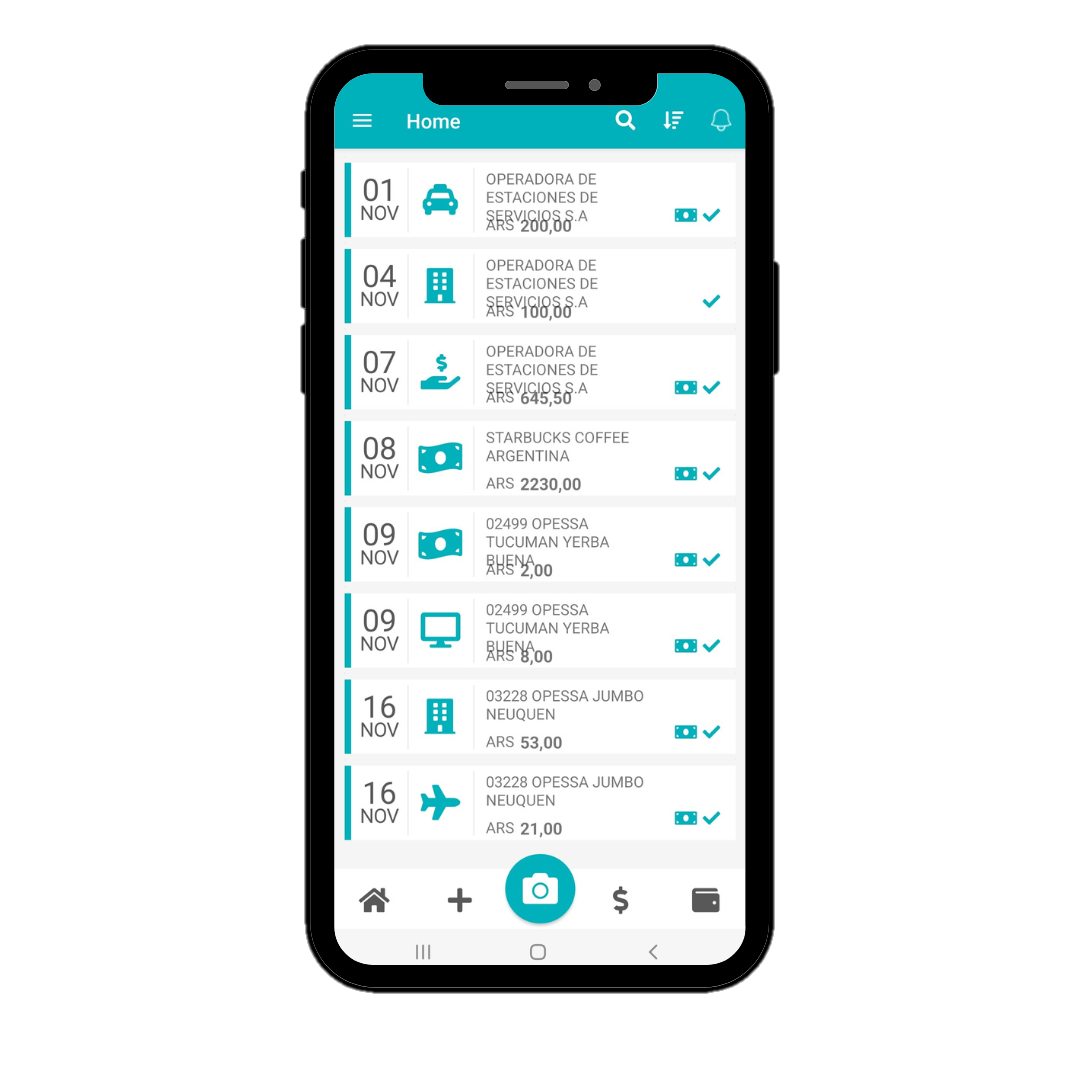 Home
01
NOV
OPERADORA DE
ESTACIONES DE
SERVICIOS S.A
ARS 200,00
04
NOV
OPERADORA DE
ESTACIONES DE
SERVICIOS S.A
ARS 100,00
07
NOV
OPERADORA DE
ESTACIONES DE
SERVICIOS S.A
ARS 645,50
08
NOV
STARBUCKS COFFEE
ARGENTINA
ARS 2230,00
09
NOV
02499 OPESSA
TUCUMAN YERBA
BUENA
ARS 2,00
09
NOV
02499 OPESSA
TUCUMAN YERBA
BUENA
ARS 8,00
16
NOV
03228 OPESSA JUMBO
NEUQUEN
ARS 53,00
16
NOV
03228 OPESSA JUMBO
NEUQUEN
ARS 21,00